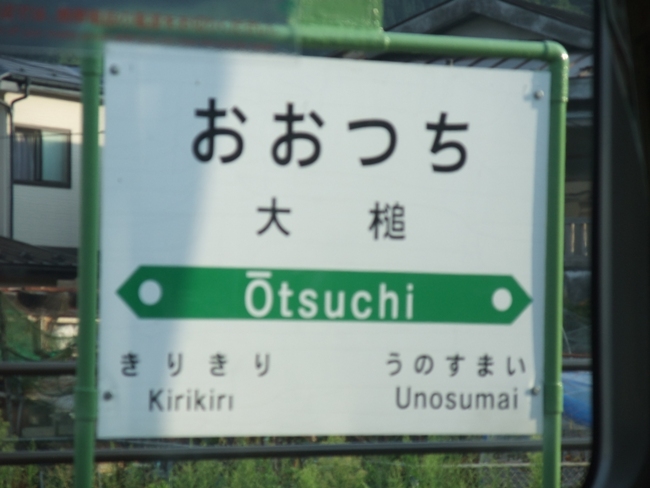 おおつち
大槌
Ōtsuchi
きりきり うのすまい
Kirikiri Unosumai